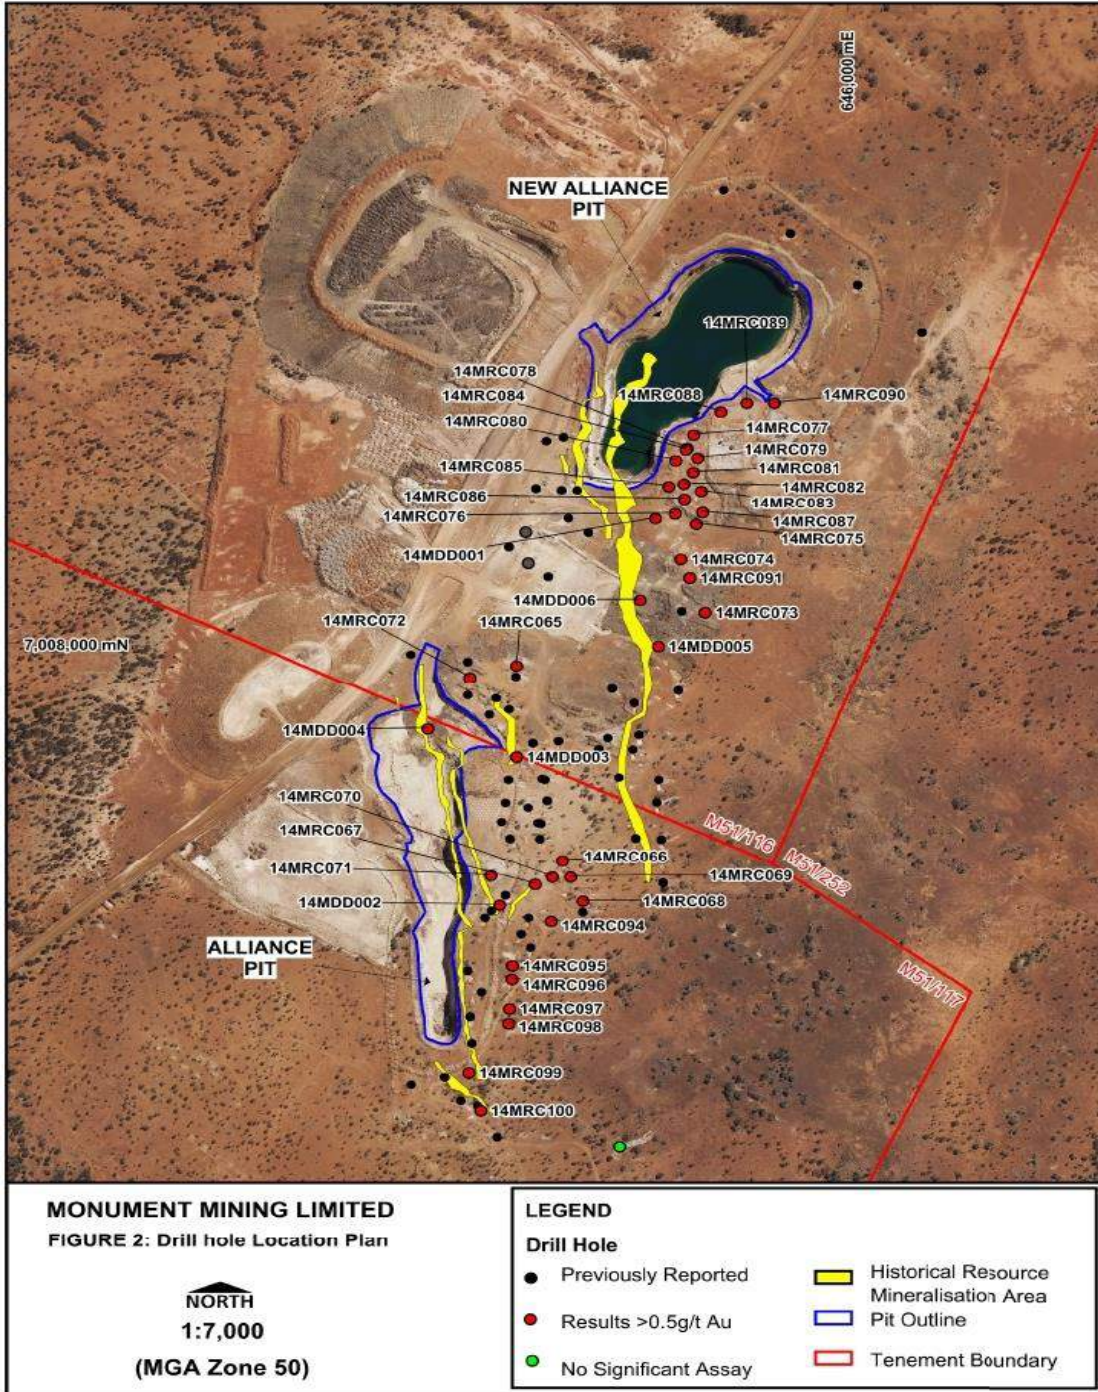 646,000 mE
NEW ALLIANCE
PIT
14MRC089
14MRC078
14MRC084
14MRC088
14MRC090
14MRC080
14MRC077
14MRC079
14MRC085
14MRC081
14MRC082
14MRC086
14MRC083
14MRC076
14MRC087
14MRC075
14MDD001
14MRC074
14MRC091
14MDD006
14MRC073
14MRC072
14MRC065
7,008,000 mN
14MDD005
14MDD004
14MDD003
14MRC070
M51/116
14MRC067
14MRC066
M51/252
14MRC071
14MRC069
14MDD002
14MRC068
14MRC094
ALLIANCE
PIT
14MRC095
M51/117
14MRC096
14MRC097
14MRC098
14MRC099
14MRC100
MONUMENT MINING LIMITED
FIGURE 2: Drill hole Location Plan
NORTH
1:7,000
(MGA Zone 50)
LEGEND
Drill Hole
Previously Reported
Results >0.5g/t Au
No Significant Assay
Historical Resource
Mineralisation Area
Pit Outline
Tenement Boundary